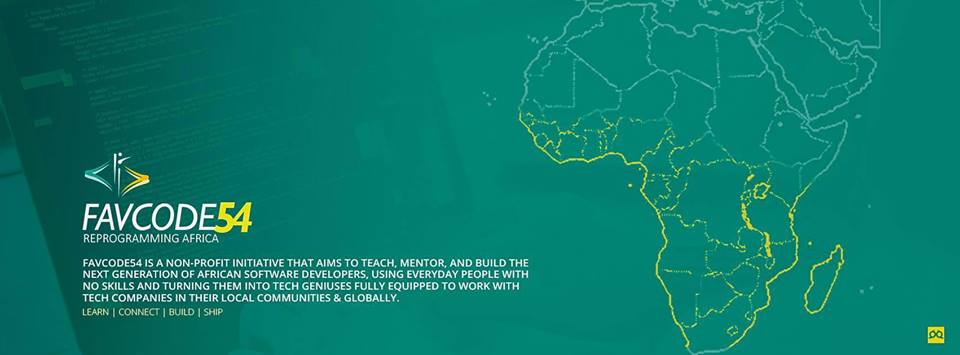 FAVCODE54
REPROGRAMMING AFRICA
FAVCODE54 IS A NON-PROFIT INITIATIVE THAT AIMS TO TEACH, MENTOR, AND BUILD THE
NEXT GENERATION OF AFRICAN SOFTWARE DEVELOPERS, USING EVERYDAY PEOPLE WITH
NO SKILLS AND TURNING THEM INTO TECH GENIUSES FULLY EQUIPPED TO WORK WITH
TECH COMPANIES IN THEIR LOCAL COMMUNITIES & GLOBALLY.
LEARN | CONNECT | BUILD | SHIP